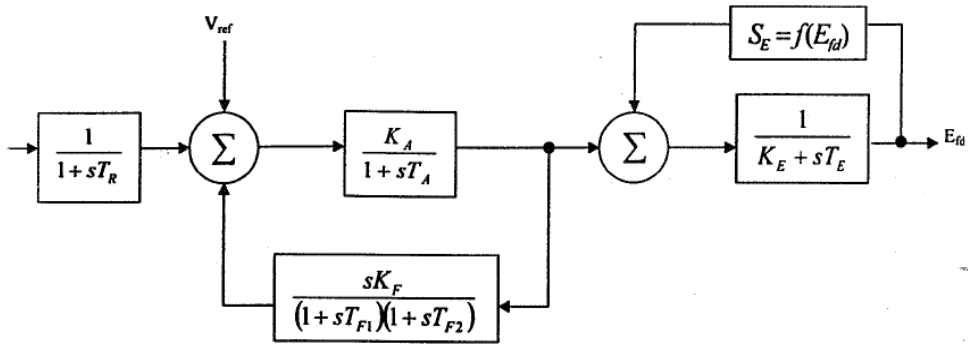 V_ref
S_E = f(E_fd)
1 / (1 + sT_R)
Σ
K_A / (1 + sT_A)
Σ
1 / (K_E + sT_E)
E_fd
sK_F / ((1 + sT_F1)(1 + sT_F2))